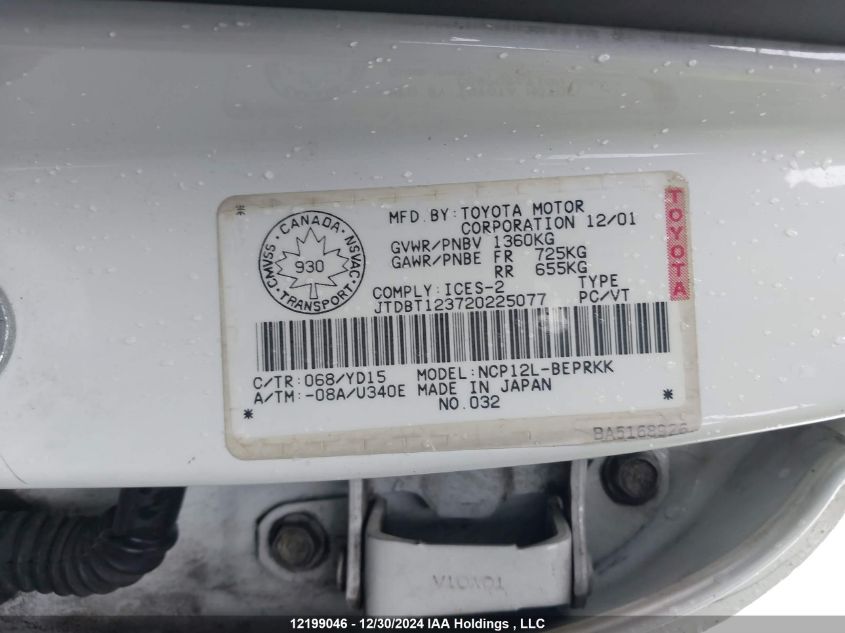 MFD. BY: TOYOTA MOTOR
CORPORATION 12/01
GVWR/PNBV 1360KG
GAWR/PNBE FR 725KG
RR 655KG
COMPLY: ICES-2 TYPE
JTDBT123720225077 PC/VT
CMVSS · CANADA · NSVAC
930
TRANSPORT
TOYOTA
C/TR: 068/YD15 MODEL: NCP12L-BEPRKK
A/TM: -08A/U340E MADE IN JAPAN
* NO.032 *
BA5168926
TOYOTA
12199046 - 12/30/2024 IAA Holdings, LLC